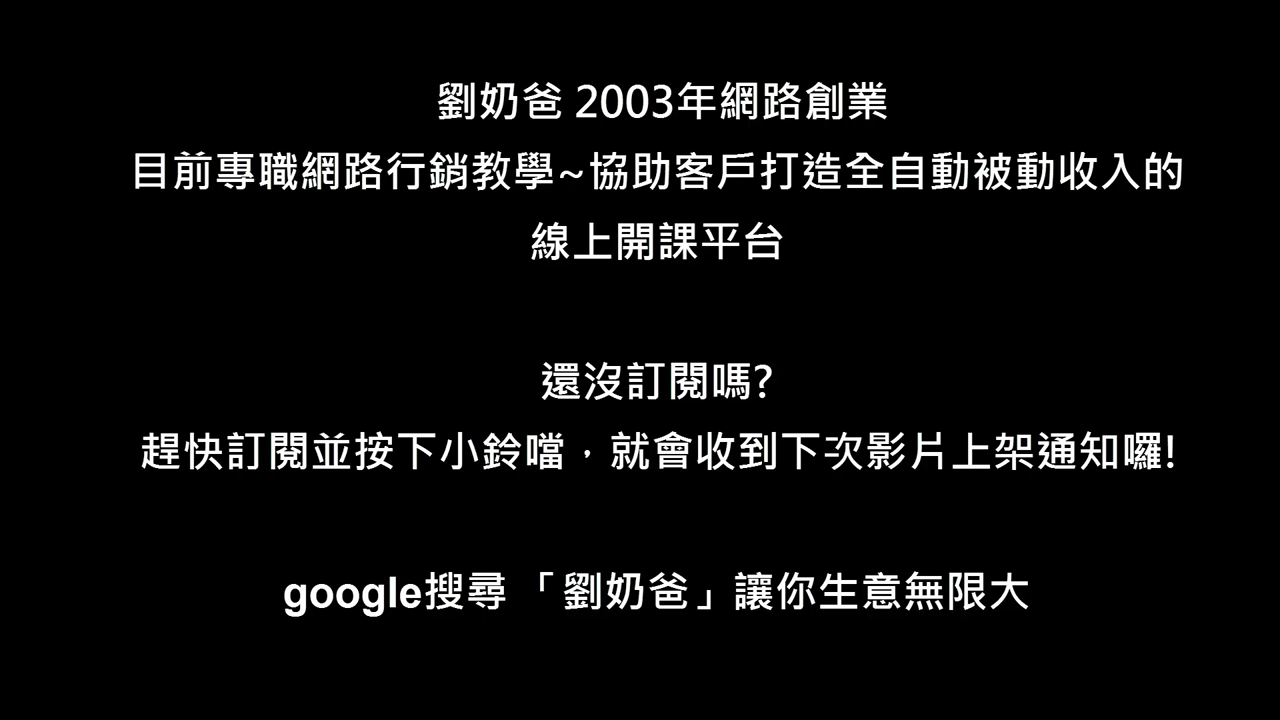 劉奶爸 2003年網路創業
目前專職網路行銷教學~協助客戶打造全自動被動收入的
線上開課平台
還沒訂閱嗎?
趕快訂閱並按下小鈴噹，就會收到下次影片上架通知囉!
google搜尋 「劉奶爸」讓你生意無限大